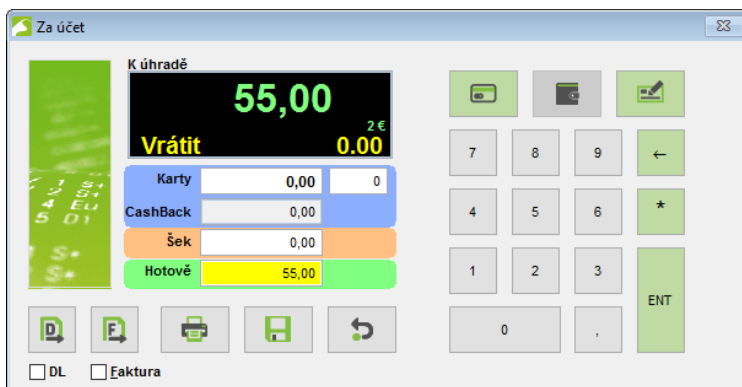 Za účet
K úhradě
55,00
2 €
Vrátit 0.00
Karty 0,00 0
CashBack 0,00
Šek 0,00
Hotově 55,00
7 8 9 ←
4 5 6 *
1 2 3
ENT
0 ,
D F
DL Faktura